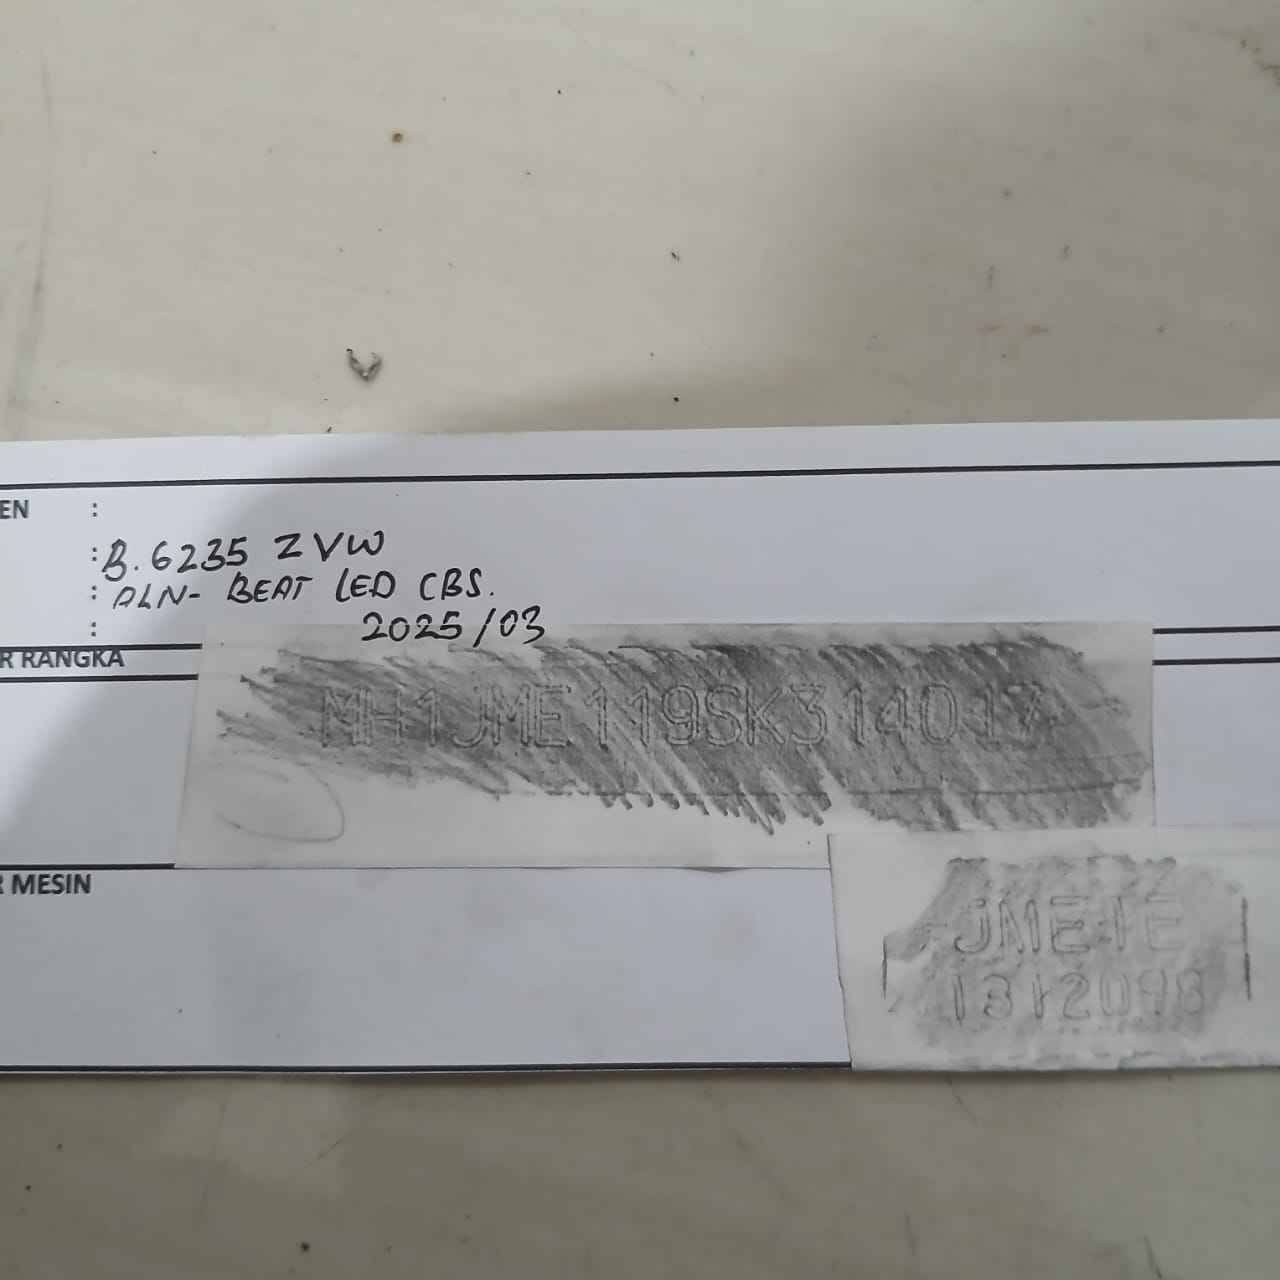 EN :
: B. 6235 ZVW
: ALN- BEAT LED CBS.
: 2025/03
R RANGKA
MH1JME119SK314017
R MESIN
JME1E
1312098